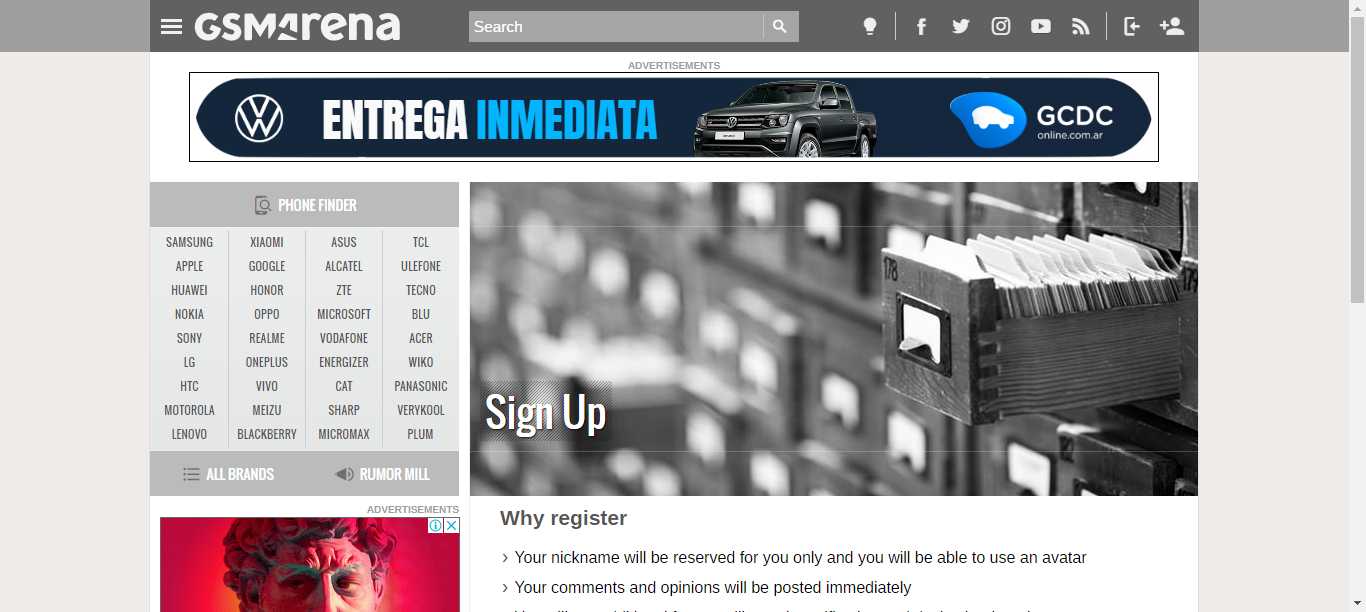 GSMArena
Search
ADVERTISEMENTS
ENTREGA INMEDIATA
GCDC
online.com.ar
PHONE FINDER
SAMSUNG XIAOMI ASUS TCL
APPLE GOOGLE ALCATEL ULEFONE
HUAWEI HONOR ZTE TECNO
NOKIA OPPO MICROSOFT BLU
SONY REALME VODAFONE ACER
LG ONEPLUS ENERGIZER WIKO
HTC VIVO CAT PANASONIC
MOTOROLA MEIZU SHARP VERYKOOL
LENOVO BLACKBERRY MICROMAX PLUM
ALL BRANDS RUMOR MILL
ADVERTISEMENTS
178
Sign Up
Why register
Your nickname will be reserved for you only and you will be able to use an avatar
Your comments and opinions will be posted immediately